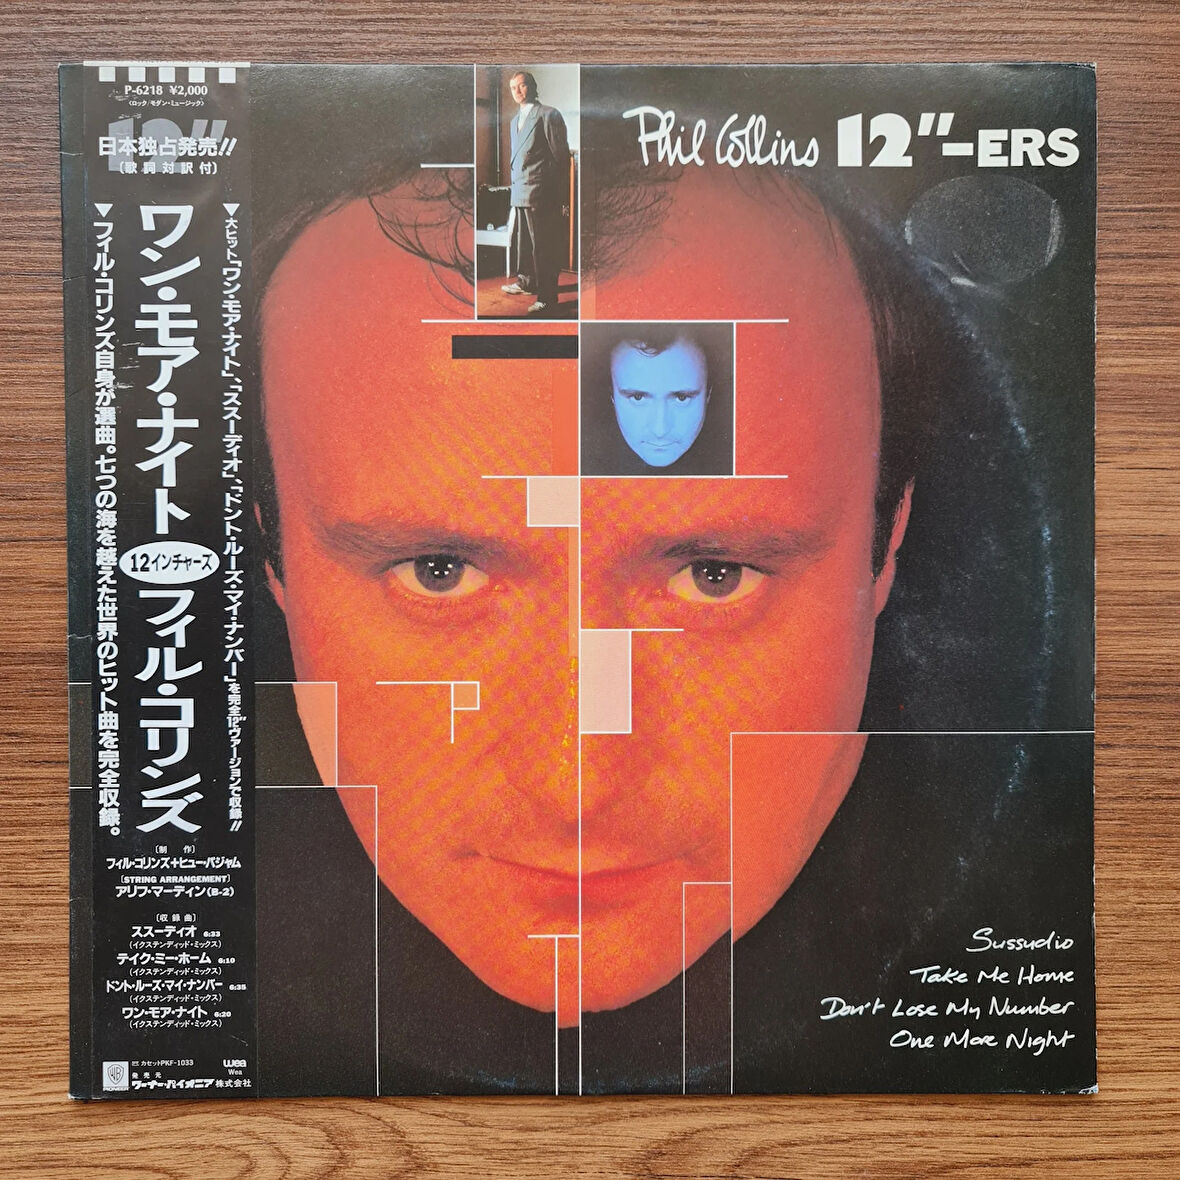 P-6218 ¥2,000
〈ロック/モダン・ミュージック〉
12"
日本独占発売!!
〔歌詞対訳付〕
▼大ヒット「ワン・モア・ナイト」、「ススーディオ」、「ドント・ルーズ・マイ・ナンバー」を完全12"ヴァージョンで収録!!
ワン・モア・ナイト
12インチャーズ
フィル・コリンズ
▼フィル・コリンズ自身が選曲。七つの海を越えた世界のヒット曲を完全収録。
〔制 作〕
フィル・コリンズ+ヒュー・パジャム
〔STRING ARRANGEMENT〕
アリフ・マーディン(B-2)
〔収録曲〕
ススーディオ 6:33
(イクステンディッド・ミックス)
テイク・ミー・ホーム 6:10
(イクステンディッド・ミックス)
ドント・ルーズ・マイ・ナンバー 6:35
(イクステンディッド・ミックス)
ワン・モア・ナイト 6:20
(イクステンディッド・ミックス)
カセットPKF-1033
wea
Wea
発売元
ワーナー・パイオニア株式会社
Phil Collins 12"-ERS
Sussudio
Take Me Home
Don't Lose My Number
One More Night